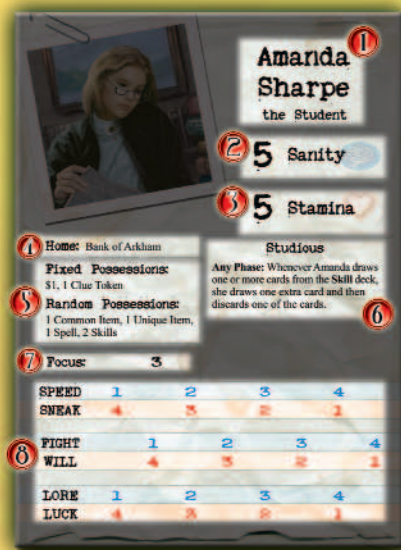 Amanda
Sharpe
the Student
1
2
5 Sanity
3
5 Stamina
4
Home: Bank of Arkham
5
Fixed Possessions:
$1, 1 Clue Token
Random Possessions:
1 Common Item, 1 Unique Item,
1 Spell, 2 Skills
Studious
Any Phase: Whenever Amanda draws
one or more cards from the Skill deck,
she draws one extra card and then
discards one of the cards.
6
7
Focus: 3
8
SPEED 1 2 3 4
SNEAK 4 3 2 1
FIGHT 1 2 3 4
WILL 4 3 2 1
LORE 1 2 3 4
LUCK 4 3 2 1